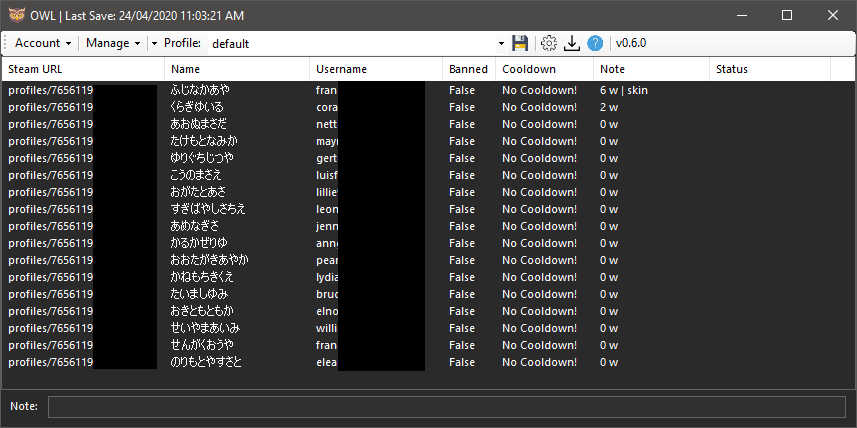 OWL | Last Save: 24/04/2020 11:03:21 AM
Account Manage Profile: default v0.6.0
Steam URL Name Username Banned Cooldown Note Status
profiles/7656119 ふじなかあや fran False No Cooldown! 6 w | skin
profiles/7656119 くらぎゆいる cora False No Cooldown! 2 w
profiles/7656119 あおぬまさだ nett False No Cooldown! 0 w
profiles/7656119 たけもとなみか may False No Cooldown! 0 w
profiles/7656119 ゆりぐちじつや gert False No Cooldown! 0 w
profiles/7656119 こうのまさえ luisf False No Cooldown! 0 w
profiles/7656119 おがたとあさ lillie False No Cooldown! 0 w
profiles/7656119 すぎばやしさちえ leon False No Cooldown! 0 w
profiles/7656119 あめなぎさ jenn False No Cooldown! 0 w
profiles/7656119 かるかぜりゆ ann False No Cooldown! 0 w
profiles/7656119 おおたがきあやか pear False No Cooldown! 0 w
profiles/7656119 かねもちきくえ lydia False No Cooldown! 0 w
profiles/7656119 たいましゆみ bruc False No Cooldown! 0 w
profiles/7656119 おきともともか elno False No Cooldown! 0 w
profiles/7656119 せいやまあいみ willi False No Cooldown! 0 w
profiles/7656119 せんがくおうや fran False No Cooldown! 0 w
profiles/7656119 のりもとやすさと elea False No Cooldown! 0 w
Note: